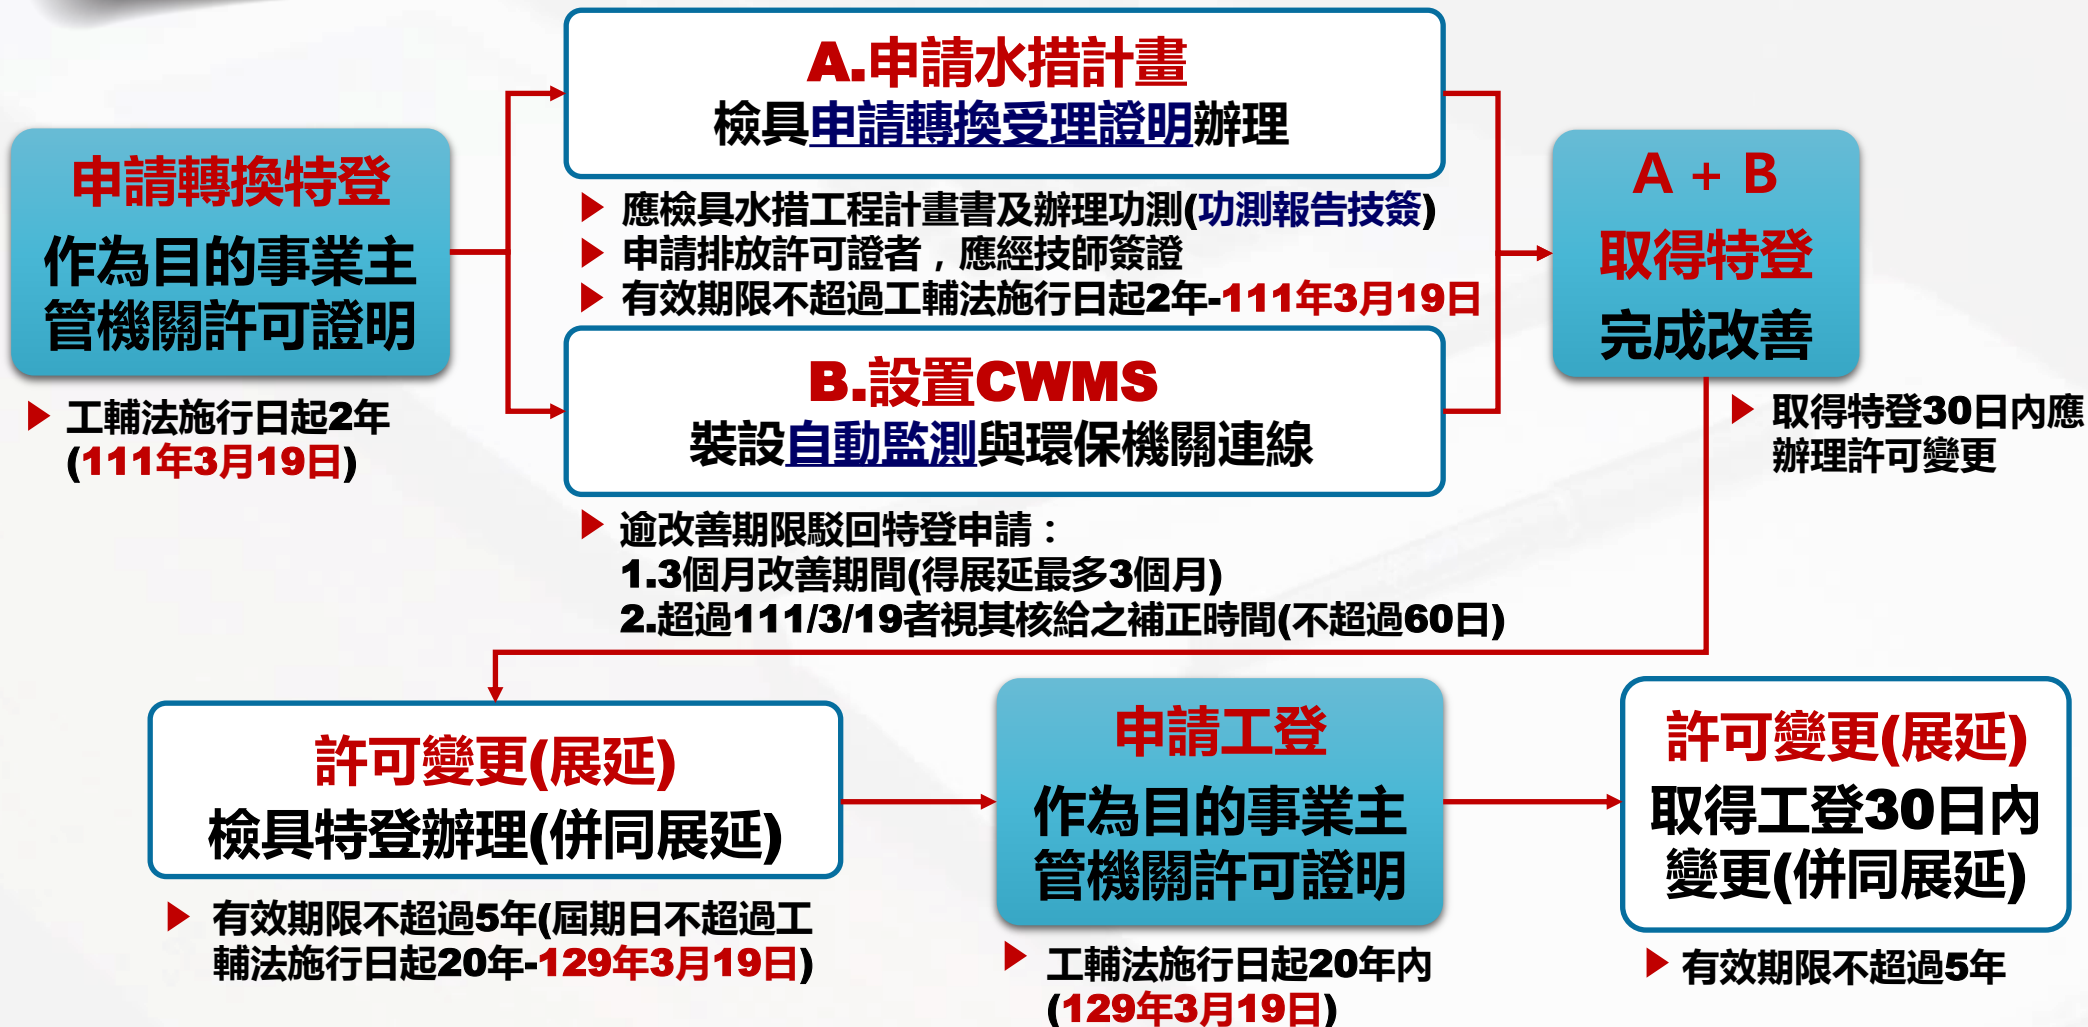 申請轉換特登
作為目的事業主
管機關許可證明
▶ 工輔法施行日起2年
(111年3月19日)
A.申請水措計畫
檢具申請轉換受理證明辦理
▶ 應檢具水措工程計畫書及辦理功測(功測報告技簽)
▶ 申請排放許可證者，應經技師簽證
▶ 有效期限不超過工輔法施行日起2年-111年3月19日
B.設置CWMS
裝設自動監測與環保機關連線
▶ 逾改善期限駁回特登申請：
1.3個月改善期間(得展延最多3個月)
2.超過111/3/19者視其核給之補正時間(不超過60日)
A + B
取得特登
完成改善
▶ 取得特登30日內應
辦理許可變更
許可變更(展延)
檢具特登辦理(併同展延)
▶ 有效期限不超過5年(屆期日不超過工
輔法施行日起20年-129年3月19日)
申請工登
作為目的事業主
管機關許可證明
▶ 工輔法施行日起20年內
(129年3月19日)
許可變更(展延)
取得工登30日內
變更(併同展延)
▶ 有效期限不超過5年